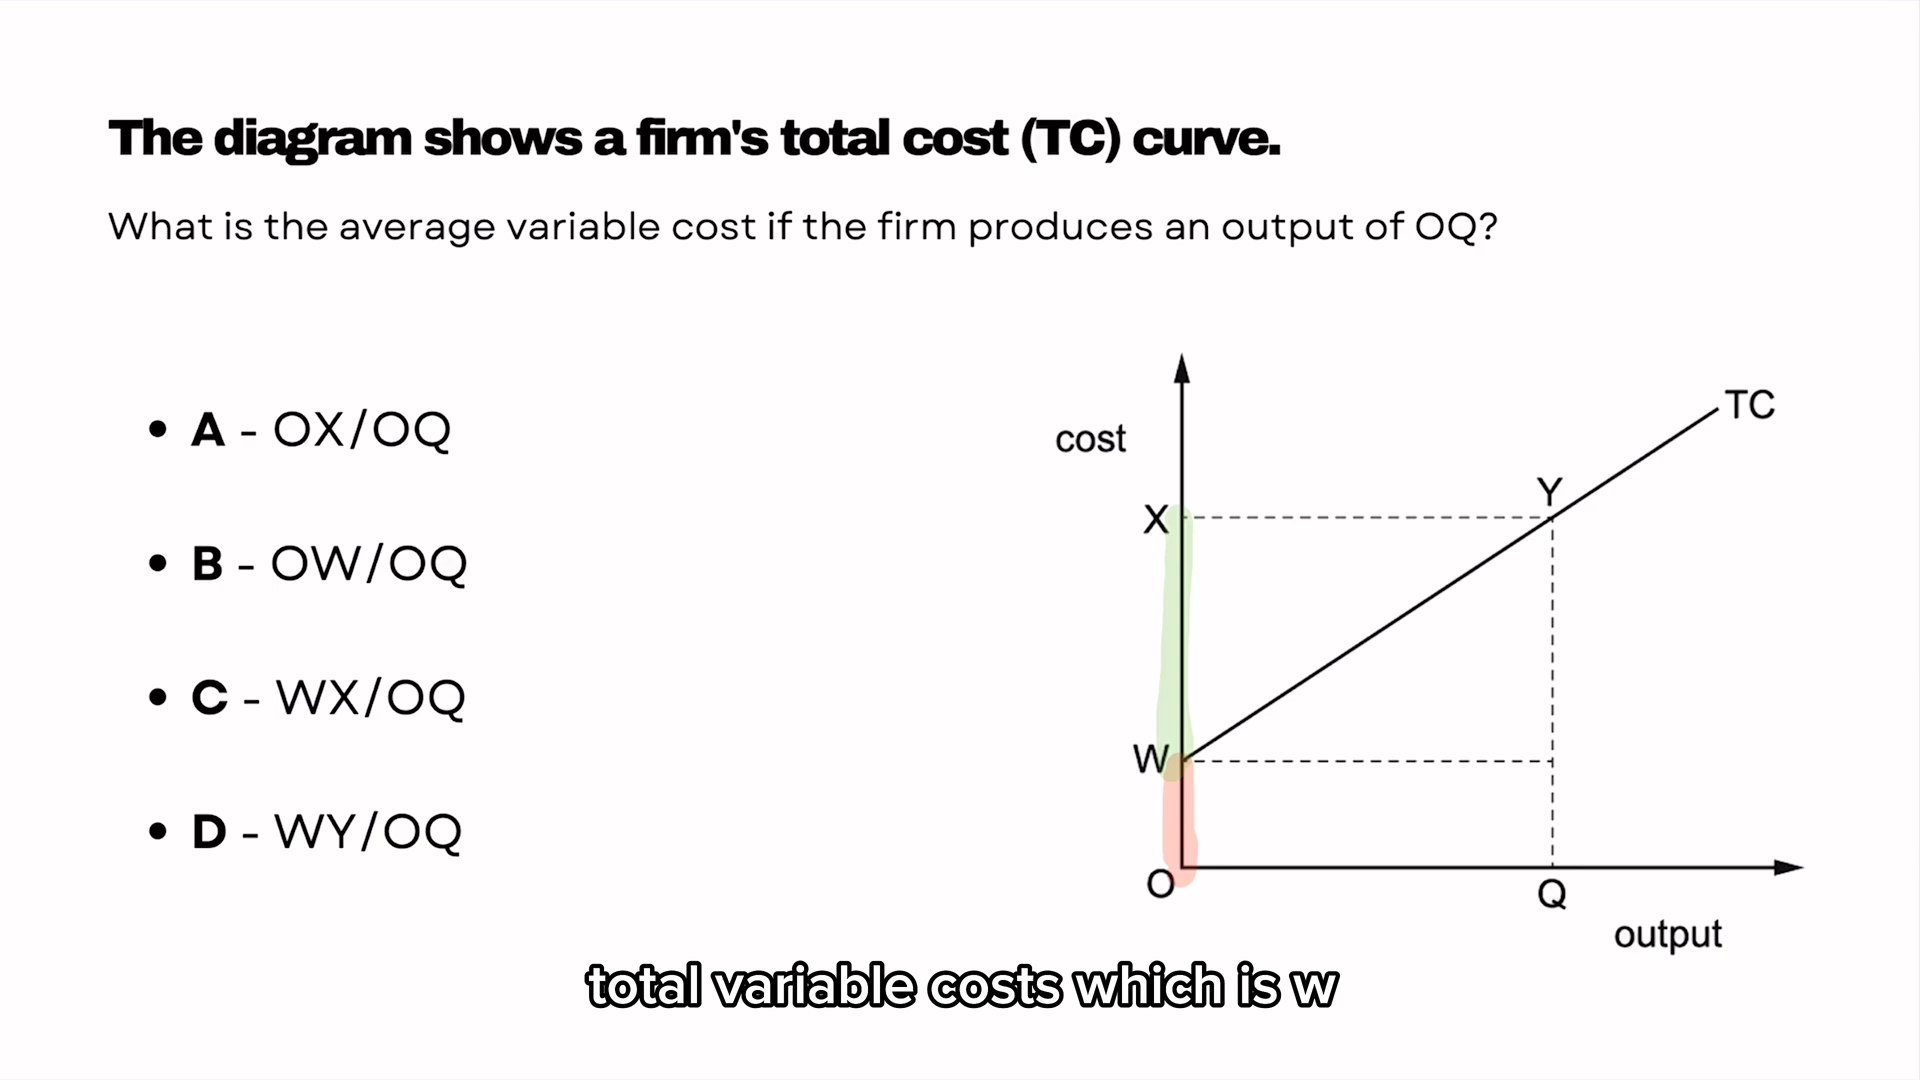 The diagram shows a firm's total cost (TC) curve.
What is the average variable cost if the firm produces an output of OQ?
• A - OX/OQ
• B - OW/OQ
• C - WX/OQ
• D - WY/OQ
TC
cost
Y
X
W
O
Q
output
total variable costs which is w